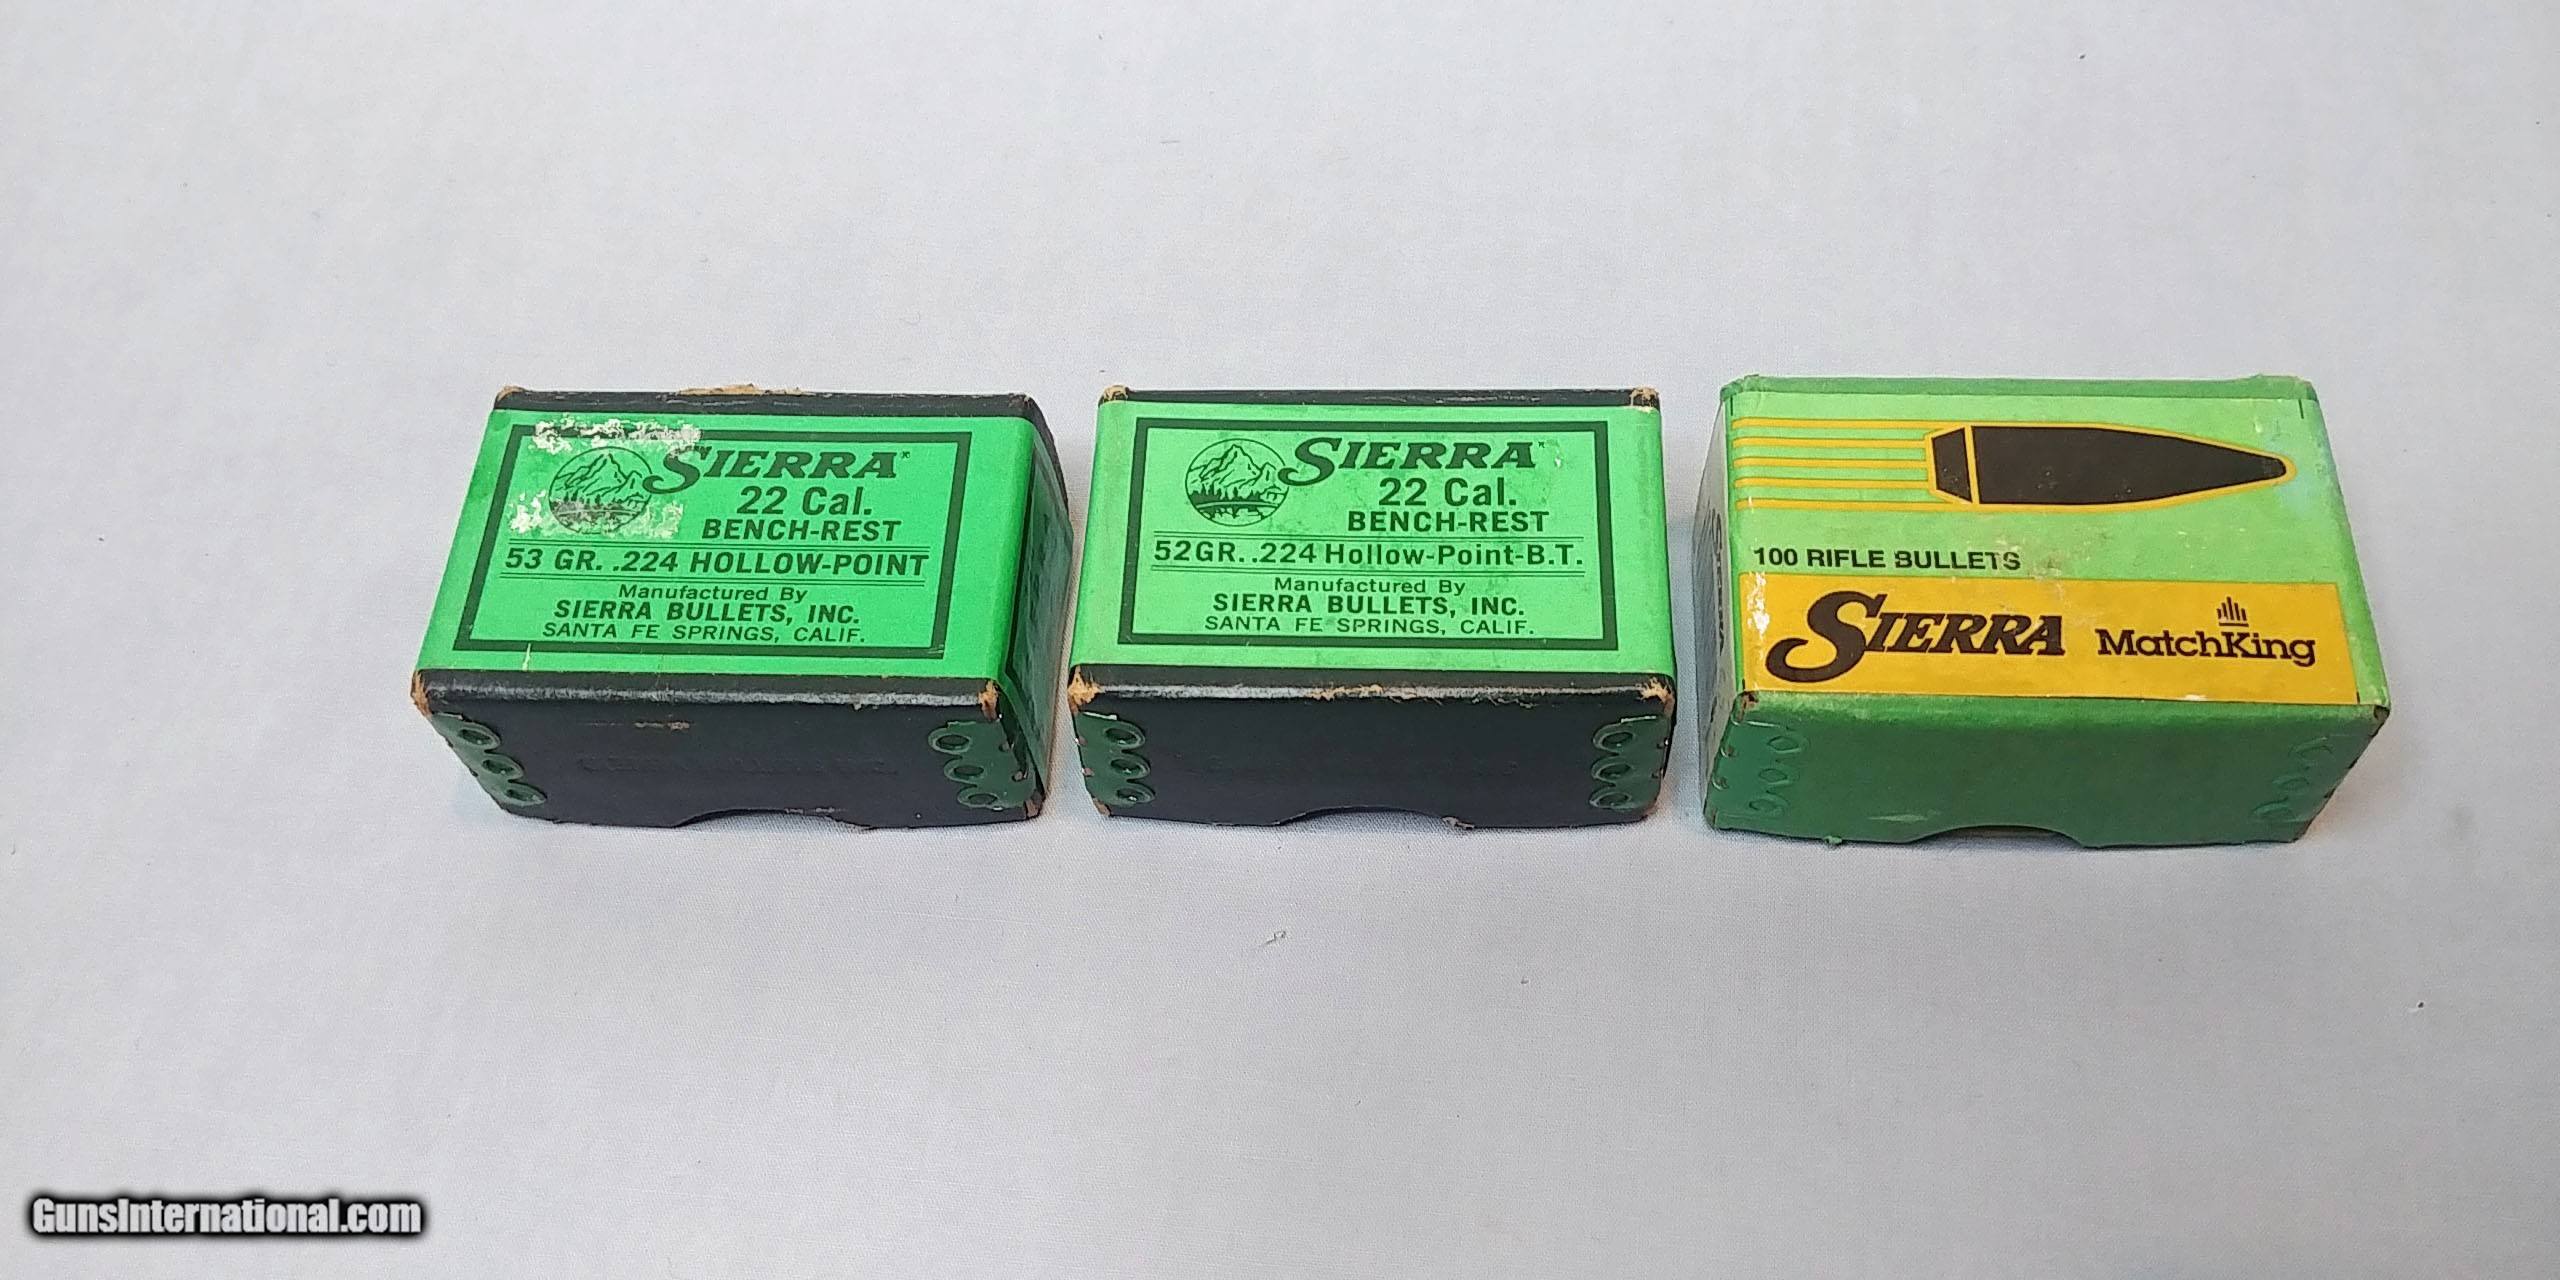 SIERRA
22 Cal.
BENCH-REST
53 GR. .224 HOLLOW-POINT
Manufactured By
SIERRA BULLETS, INC.
SANTA FE SPRINGS, CALIF.
SIERRA
22 Cal.
BENCH-REST
52GR. .224 Hollow-Point-B.T.
Manufactured By
SIERRA BULLETS, INC.
SANTA FE SPRINGS, CALIF.
100 RIFLE BULLETS
SIERRA MatchKing
SIERRA
GunsInternational.com